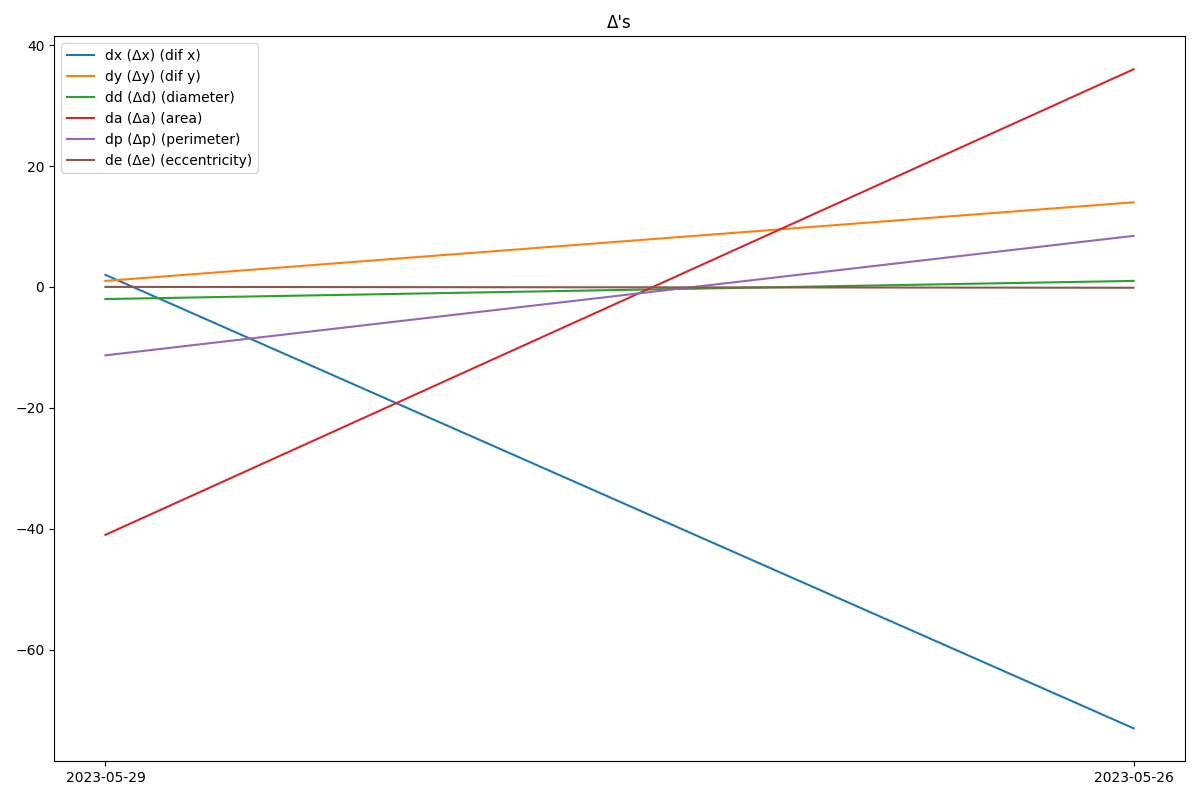 Δ's
40
20
0
−20
−40
−60
dx (Δx) (dif x)
dy (Δy) (dif y)
dd (Δd) (diameter)
da (Δa) (area)
dp (Δp) (perimeter)
de (Δe) (eccentricity)
2023-05-29
2023-05-26